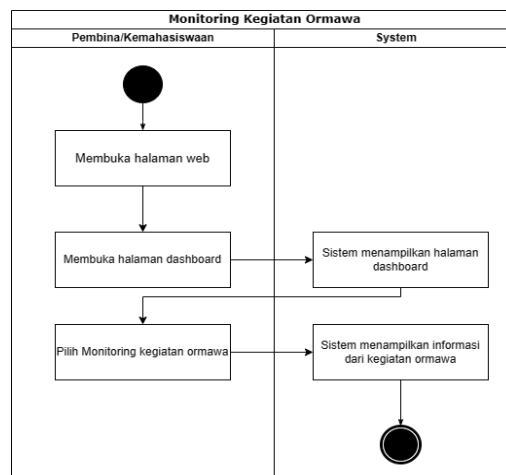 Monitoring Kegiatan Ormawa
Pembina/Kemahasiswaan
System
Membuka halaman web
Membuka halaman dashboard
Sistem menampilkan halaman
dashboard
Pilih Monitoring kegiatan ormawa
Sistem menampilkan informasi
dari kegiatan ormawa